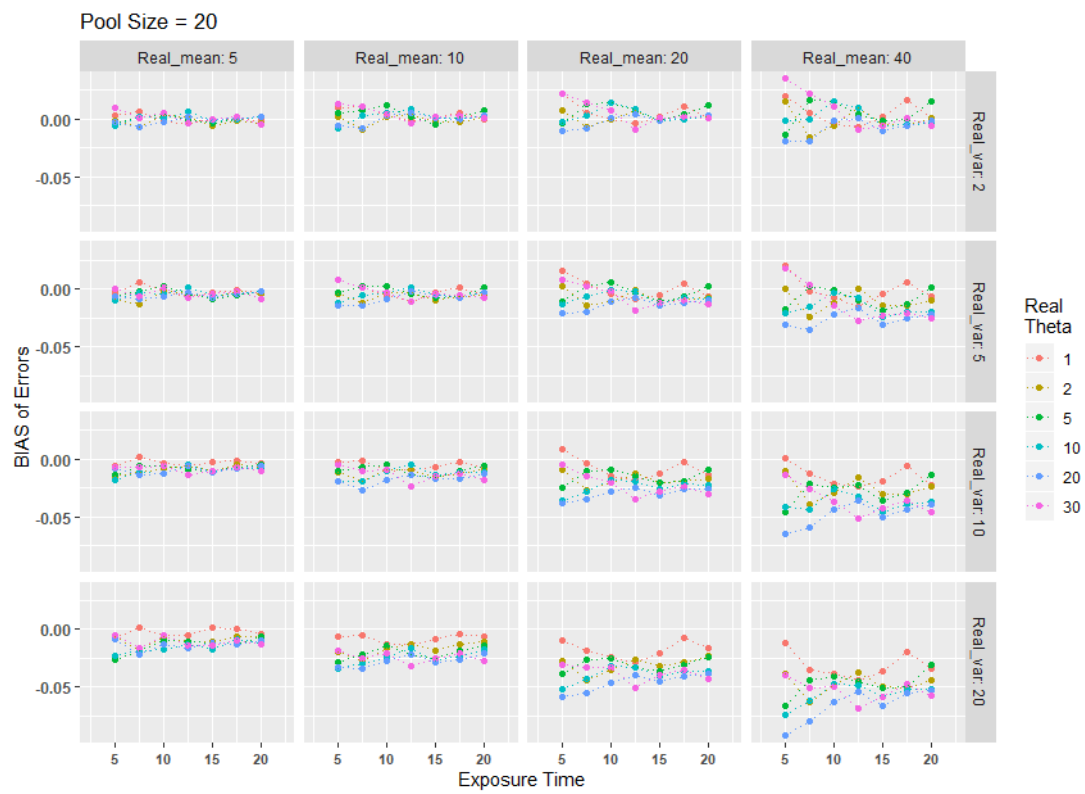 Pool Size = 20
Real_mean: 5
Real_mean: 10
Real_mean: 20
Real_mean: 40
BIAS of Errors
0.00
-0.05
Real_var: 2
0.00
-0.05
Real_var: 5
0.00
-0.05
Real_var: 10
0.00
-0.05
Real_var: 20
5 10 15 20
5 10 15 20
5 10 15 20
5 10 15 20
Exposure Time
Real
Theta
1
2
5
10
20
30